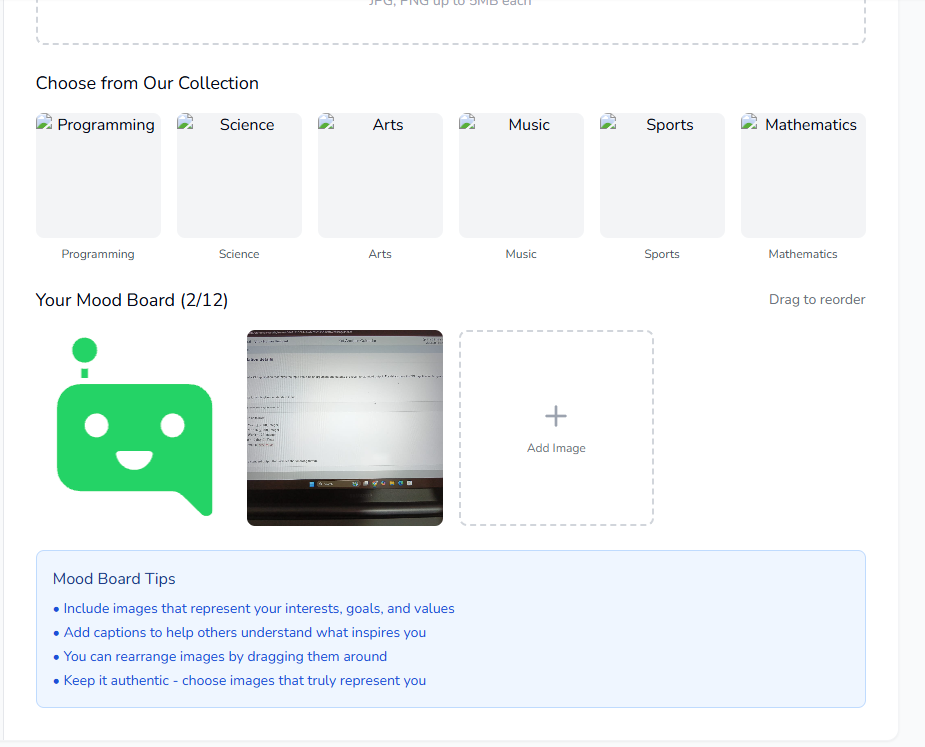 JPG, PNG up to 5MB each
Choose from Our Collection
Programming Science Arts Music Sports Mathematics
Programming Science Arts Music Sports Mathematics
Your Mood Board (2/12) Drag to reorder
Add Image
Mood Board Tips
• Include images that represent your interests, goals, and values
• Add captions to help others understand what inspires you
• You can rearrange images by dragging them around
• Keep it authentic - choose images that truly represent you